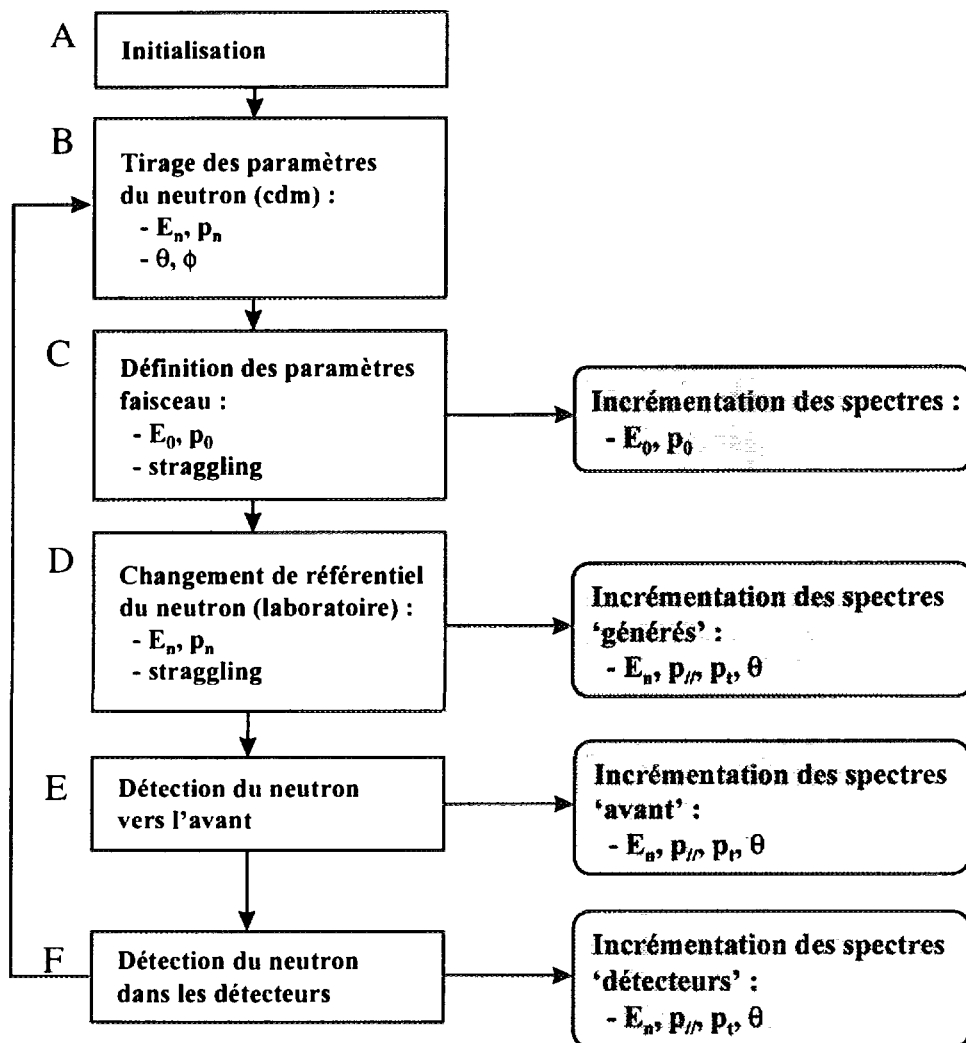 A
Initialisation
B
Tirage des paramètres
du neutron (cdm) :
- Eₙ, pₙ
- θ, ϕ
C
Définition des paramètres
faisceau :
- E₀, p₀
- straggling
Incrémentation des spectres :
- E₀, p₀
D
Changement de référentiel
du neutron (laboratoire) :
- Eₙ, pₙ
- straggling
Incrémentation des spectres
‘générés’ :
- Eₙ, p//, pₜ, θ
E
Détection du neutron
vers l’avant
Incrémentation des spectres
‘avant’ :
- Eₙ, p//, pₜ, θ
F
Détection du neutron
dans les détecteurs
Incrémentation des spectres
‘détecteurs’ :
- Eₙ, p//, pₜ, θ